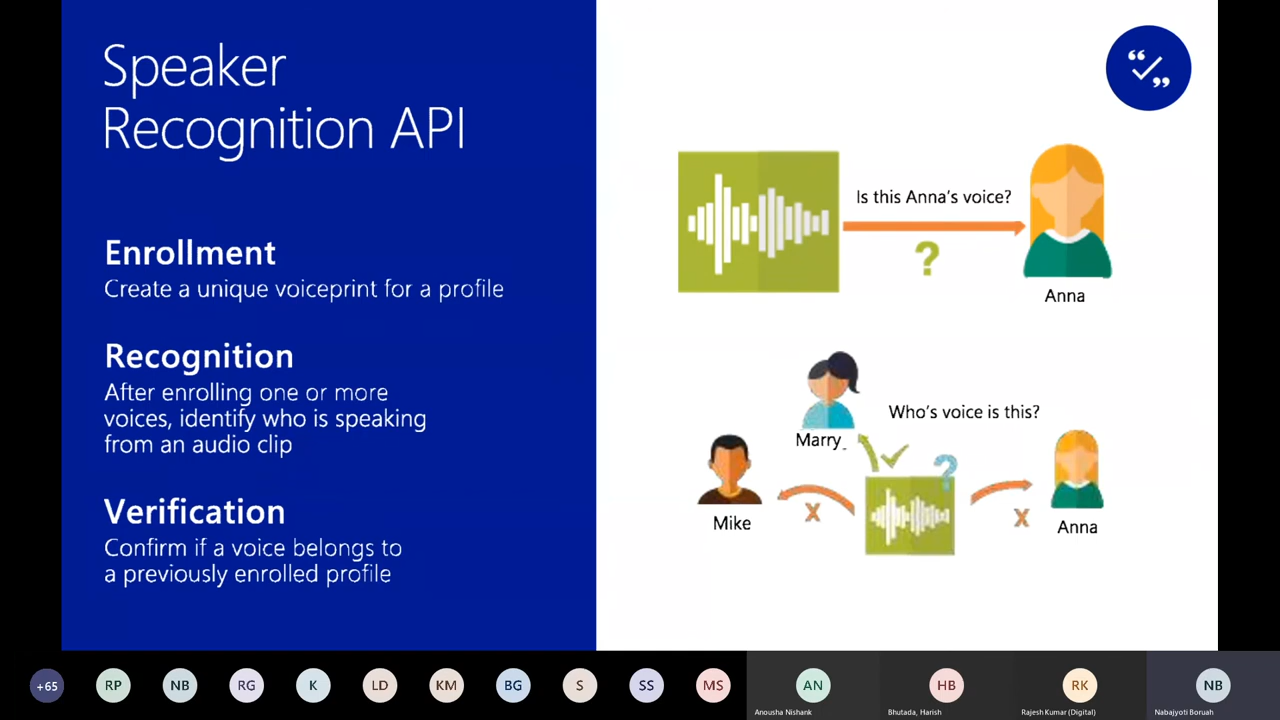 Speaker
Recognition API
Enrollment
Create a unique voiceprint for a profile
Recognition
After enrolling one or more
voices, identify who is speaking
from an audio clip
Verification
Confirm if a voice belongs to
a previously enrolled profile
Is this Anna's voice?
?
Anna
Who's voice is this?
Marry
?
Mike
X
X
Anna
+65
RP
NB
RG
K
LD
KM
BG
S
SS
MS
AN
HB
RK
NB
Anousha Nishank
Bhutada, Harish
Rajesh Kumar (Digital)
Nabajyoti Boruah